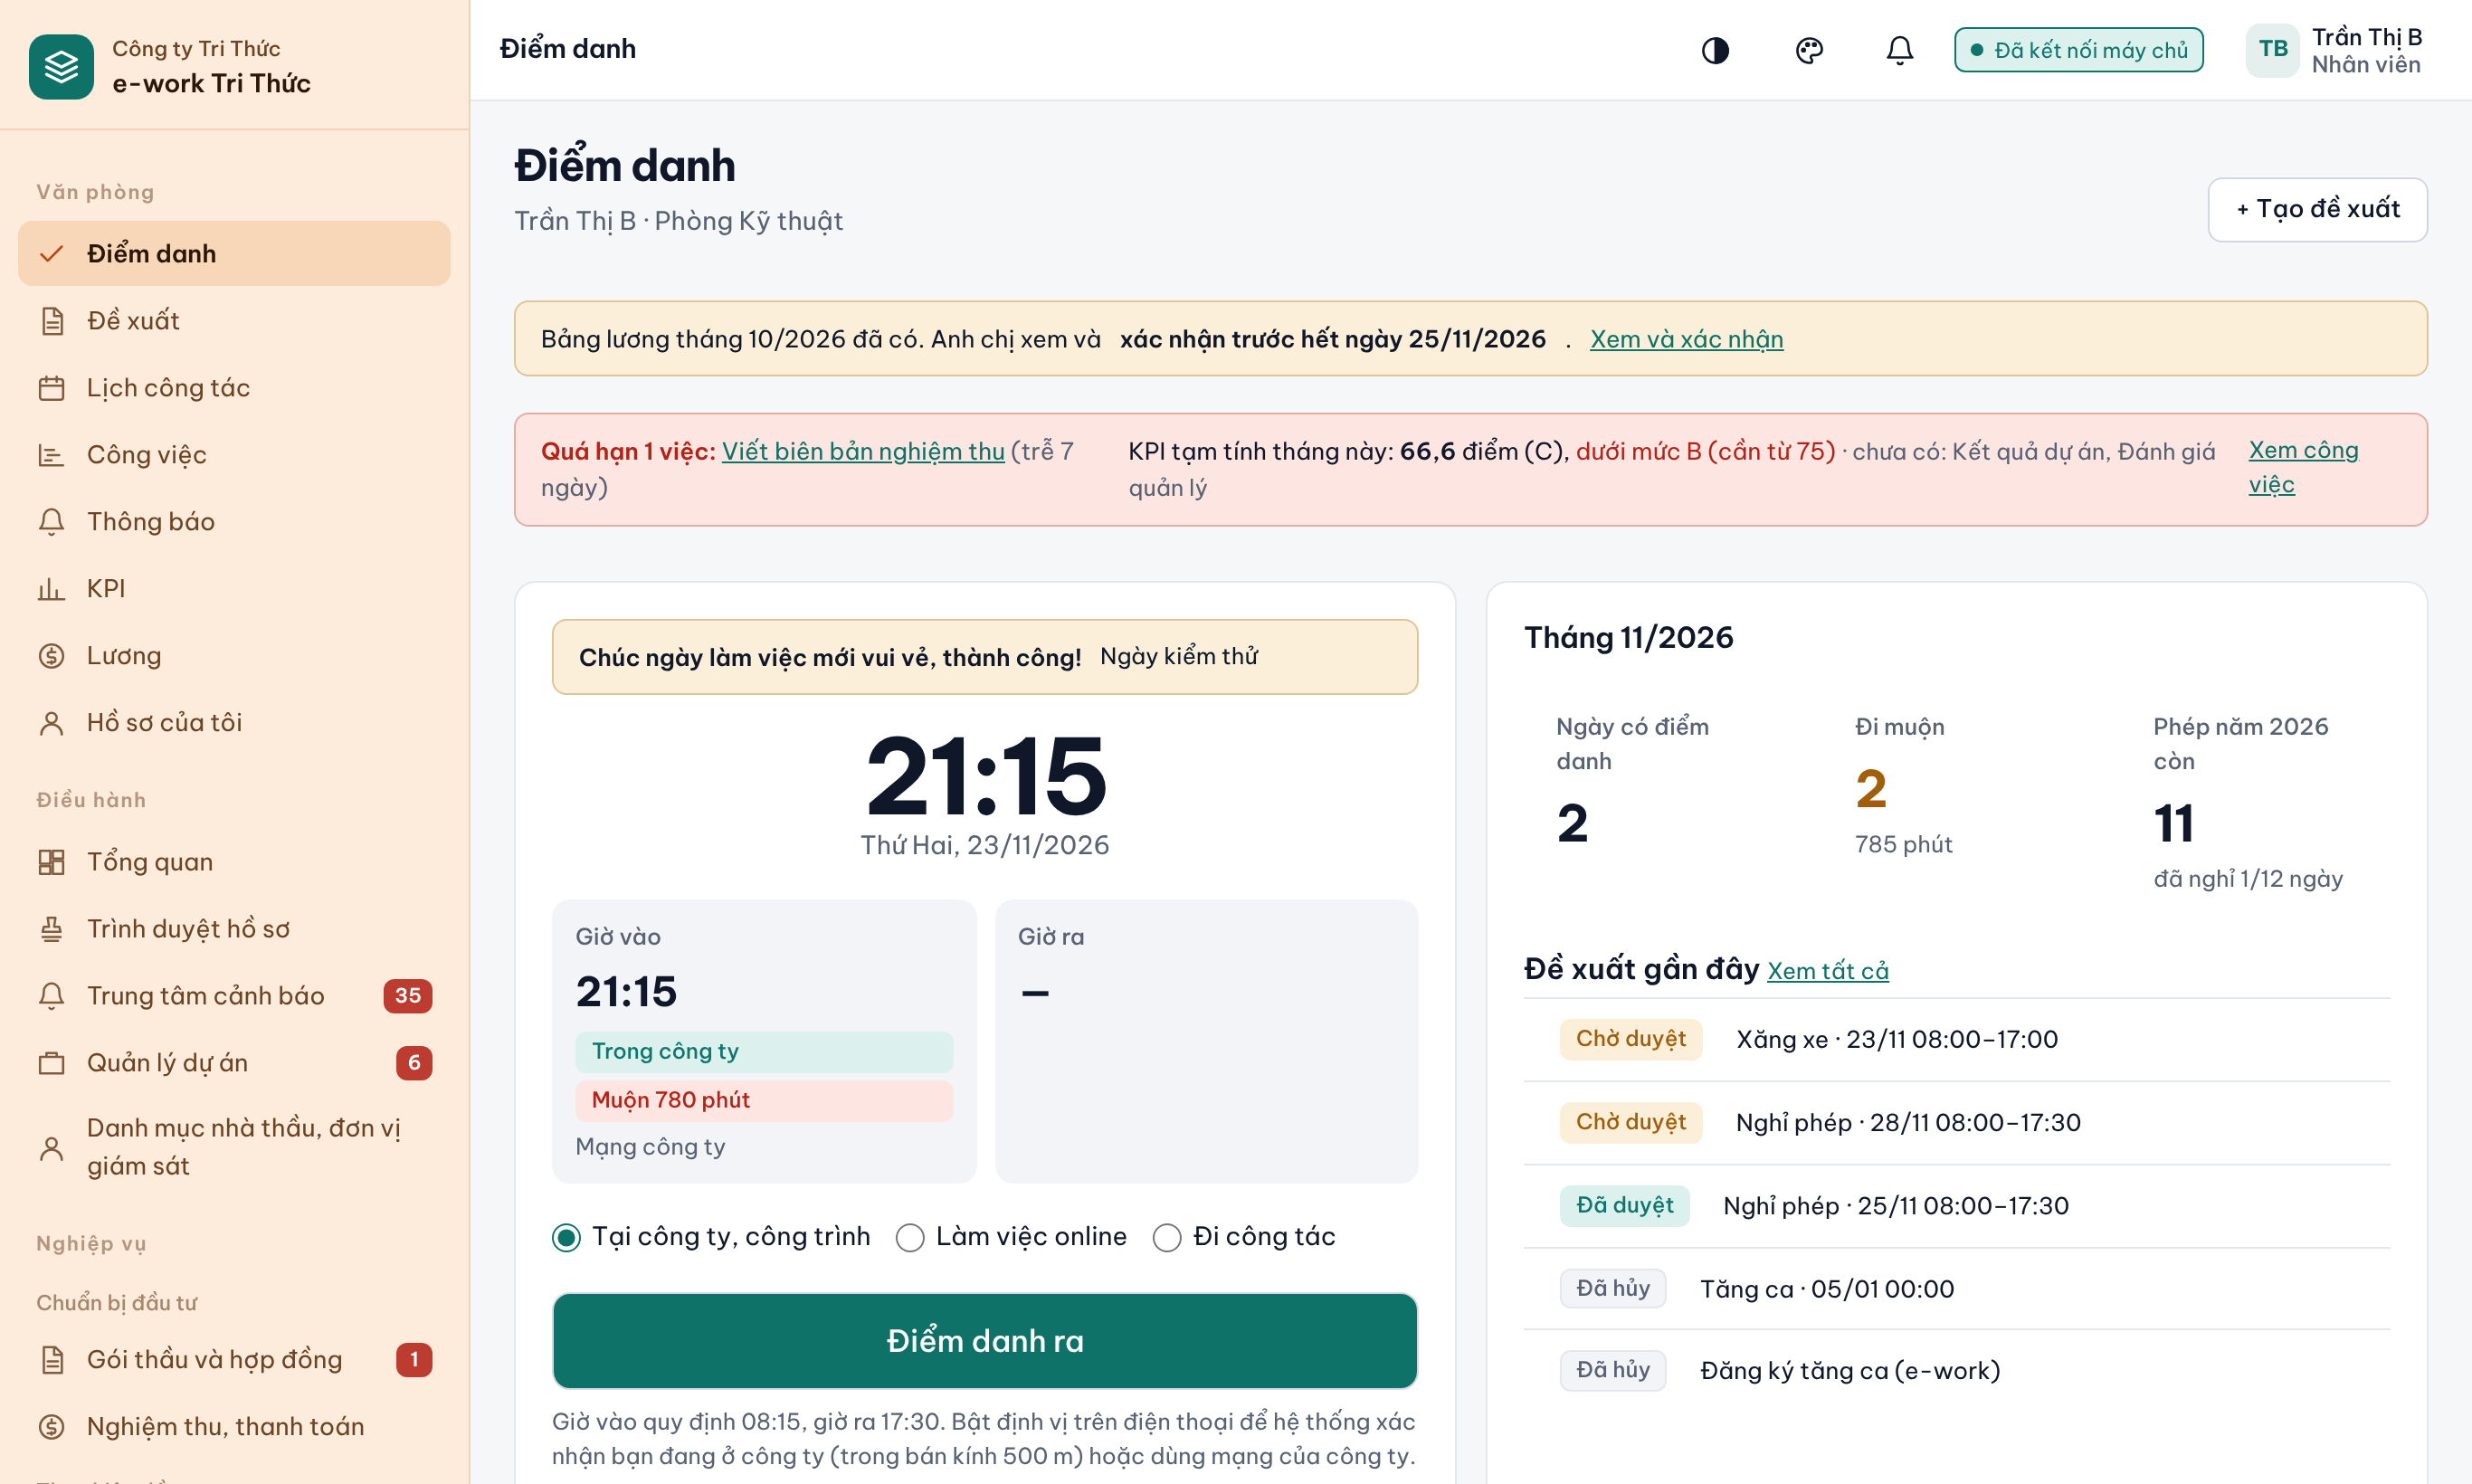 Công ty Tri Thức
e-work Tri Thức
Văn phòng
Điểm danh
Đề xuất
Lịch công tác
Công việc
Thông báo
KPI
Lương
Hồ sơ của tôi
Điều hành
Tổng quan
Trình duyệt hồ sơ
Trung tâm cảnh báo 35
Quản lý dự án 6
Danh mục nhà thầu, đơn vị
giám sát
Nghiệp vụ
Chuẩn bị đầu tư
Gói thầu và hợp đồng 1
Nghiệm thu, thanh toán
Điểm danh
Đã kết nối máy chủ
TB
Trần Thị B
Nhân viên
Điểm danh
Trần Thị B · Phòng Kỹ thuật
+ Tạo đề xuất
Bảng lương tháng 10/2026 đã có. Anh chị xem và xác nhận trước hết ngày 25/11/2026 . Xem và xác nhận
Quá hạn 1 việc: Viết biên bản nghiệm thu (trễ 7
ngày)
KPI tạm tính tháng này: 66,6 điểm (C), dưới mức B (cần từ 75) · chưa có: Kết quả dự án, Đánh giá
quản lý
Xem công
việc
Chúc ngày làm việc mới vui vẻ, thành công! Ngày kiểm thử
21:15
Thứ Hai, 23/11/2026
Giờ vào
21:15
Trong công ty
Muộn 780 phút
Mạng công ty
Giờ ra
—
Tại công ty, công trình
Làm việc online
Đi công tác
Điểm danh ra
Giờ vào quy định 08:15, giờ ra 17:30. Bật định vị trên điện thoại để hệ thống xác
nhận bạn đang ở công ty (trong bán kính 500 m) hoặc dùng mạng của công ty.
Tháng 11/2026
Ngày có điểm
danh
2
Đi muộn
2
785 phút
Phép năm 2026
còn
11
đã nghỉ 1/12 ngày
Đề xuất gần đây Xem tất cả
Chờ duyệt Xăng xe · 23/11 08:00–17:00
Chờ duyệt Nghỉ phép · 28/11 08:00–17:30
Đã duyệt Nghỉ phép · 25/11 08:00–17:30
Đã hủy Tăng ca · 05/01 00:00
Đã hủy Đăng ký tăng ca (e-work)